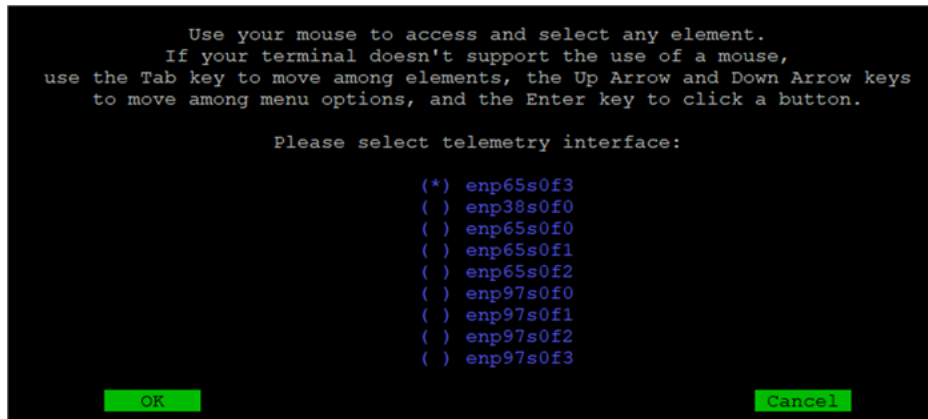 Use your mouse to access and select any element.
If your terminal doesn't support the use of a mouse,
use the Tab key to move among elements, the Up Arrow and Down Arrow keys
to move among menu options, and the Enter key to click a button.
Please select telemetry interface:
(*) enp65s0f3
( ) enp38s0f0
( ) enp65s0f0
( ) enp65s0f1
( ) enp65s0f2
( ) enp97s0f0
( ) enp97s0f1
( ) enp97s0f2
( ) enp97s0f3
OK Cancel